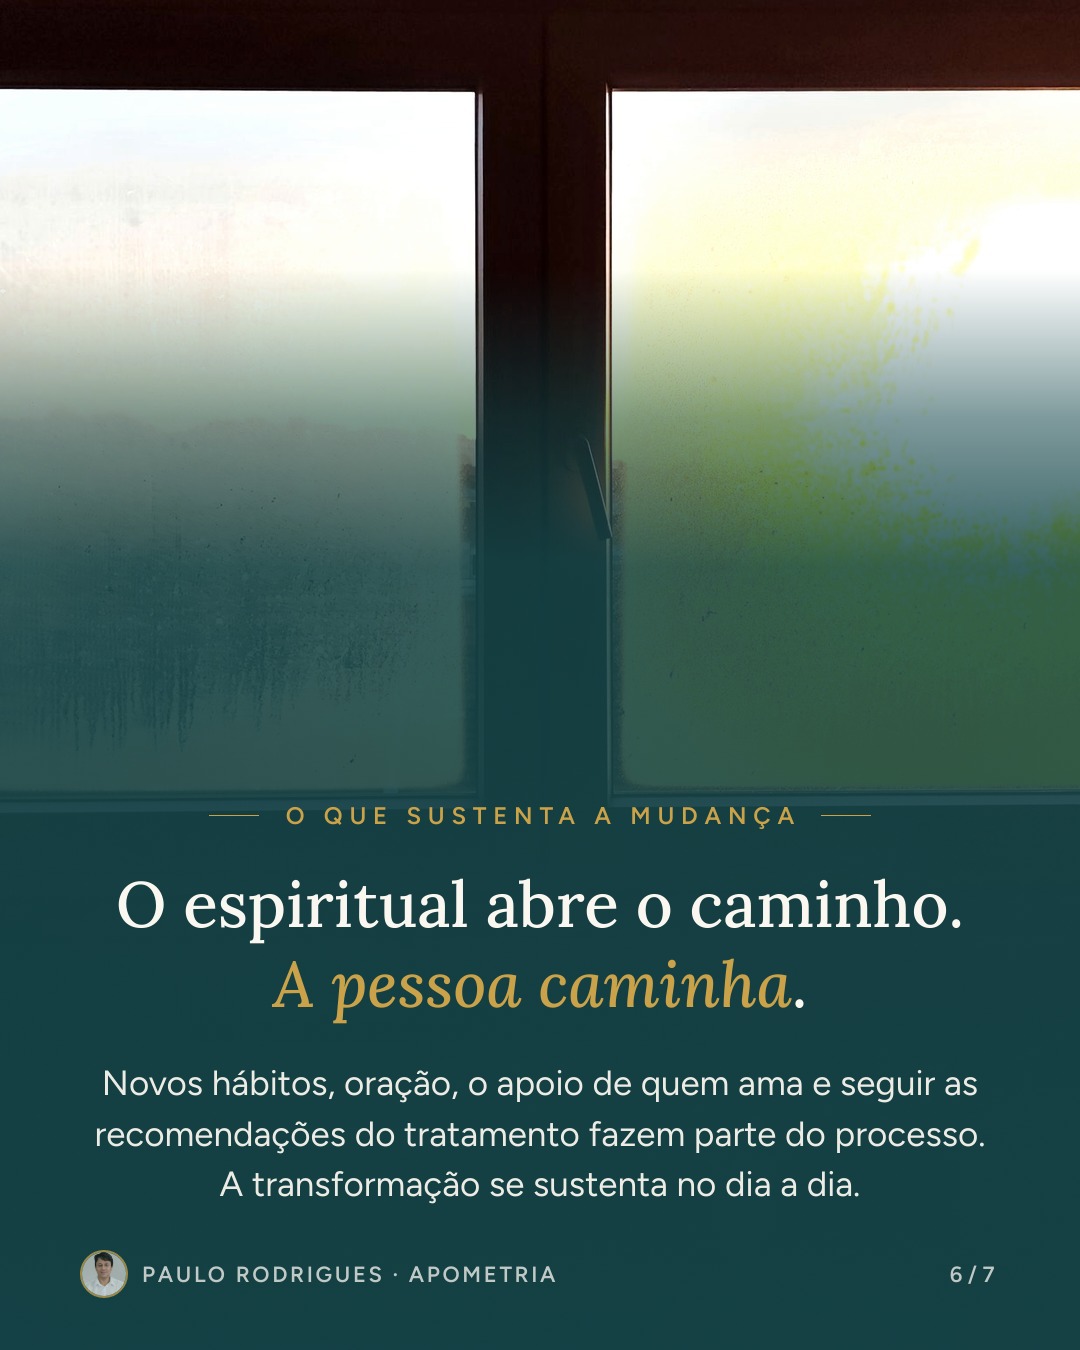 O QUE SUSTENTA A MUDANÇA
O espiritual abre o caminho.
A pessoa caminha.
Novos hábitos, oração, o apoio de quem ama e seguir as
recomendações do tratamento fazem parte do processo.
A transformação se sustenta no dia a dia.
PAULO RODRIGUES · APOMETRIA
6/7